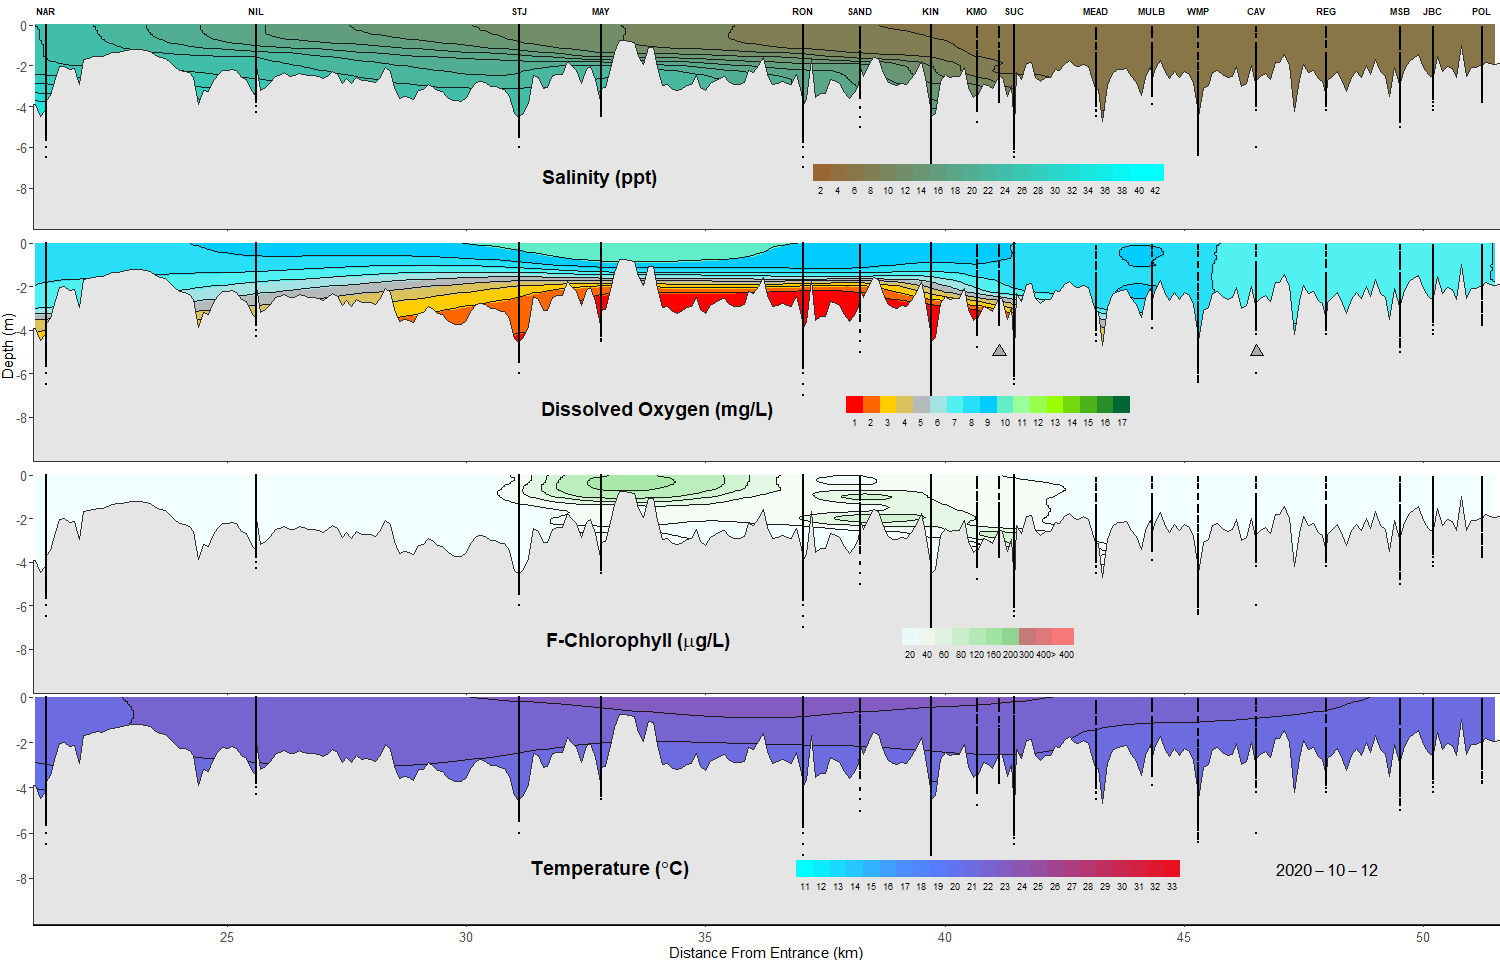 NAR NIL STJ MAY RON SAND KIN KMO SUC MEAD MULB WMP CAV REG MSB JBC POL
0
-2
-4
-6
-8
Salinity (ppt)
2 4 6 8 10 12 14 16 18 20 22 24 26 28 30 32 34 36 38 40 42
0
-2
-4
-6
-8
Dissolved Oxygen (mg/L)
1 2 3 4 5 6 7 8 9 10 11 12 13 14 15 16 17
Depth (m)
0
-2
-4
-6
-8
F-Chlorophyll (μg/L)
20 40 60 80 120 160 200 300 400 > 400
0
-2
-4
-6
-8
Temperature (°C)
11 12 13 14 15 16 17 18 19 20 21 22 23 24 25 26 27 28 29 30 31 32 33
2020 – 10 – 12
25 30 35 40 45 50
Distance From Entrance (km)